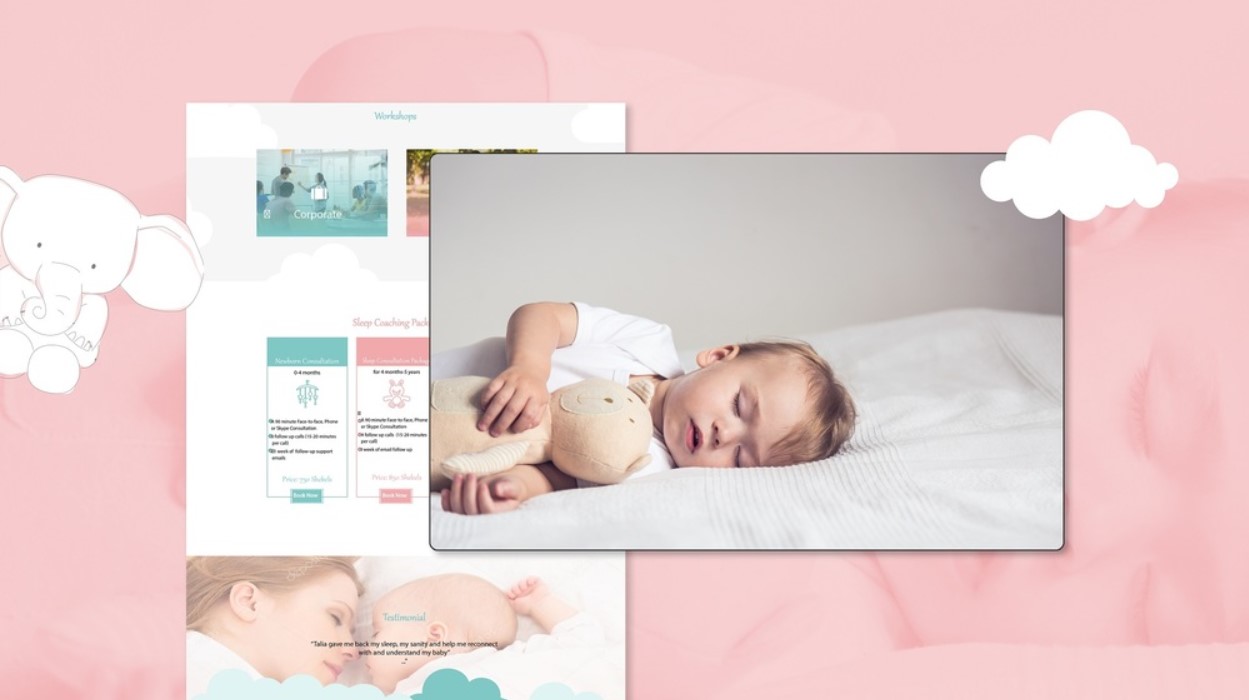 Workshops
Corporate
Sleep Coaching Pack
Newborn Consultation
0-4 months
90 minute Face-to-face, Phone
or Skype Consultation
follow up calls (15-20 minutes
per call)
week of follow-up support
emails
Price: 750 Shekels
Book Now
Sleep Consultation Package
for 4 months-5 years
90 minute Face-to-face, Phone
or Skype Consultation
follow up calls (15-20 minutes
per call)
week of email follow up
Price: 850 Shekels
Book Now
Testimonial
"Talia gave me back my sleep, my sanity and help me reconnect
with and understand my baby"
..."